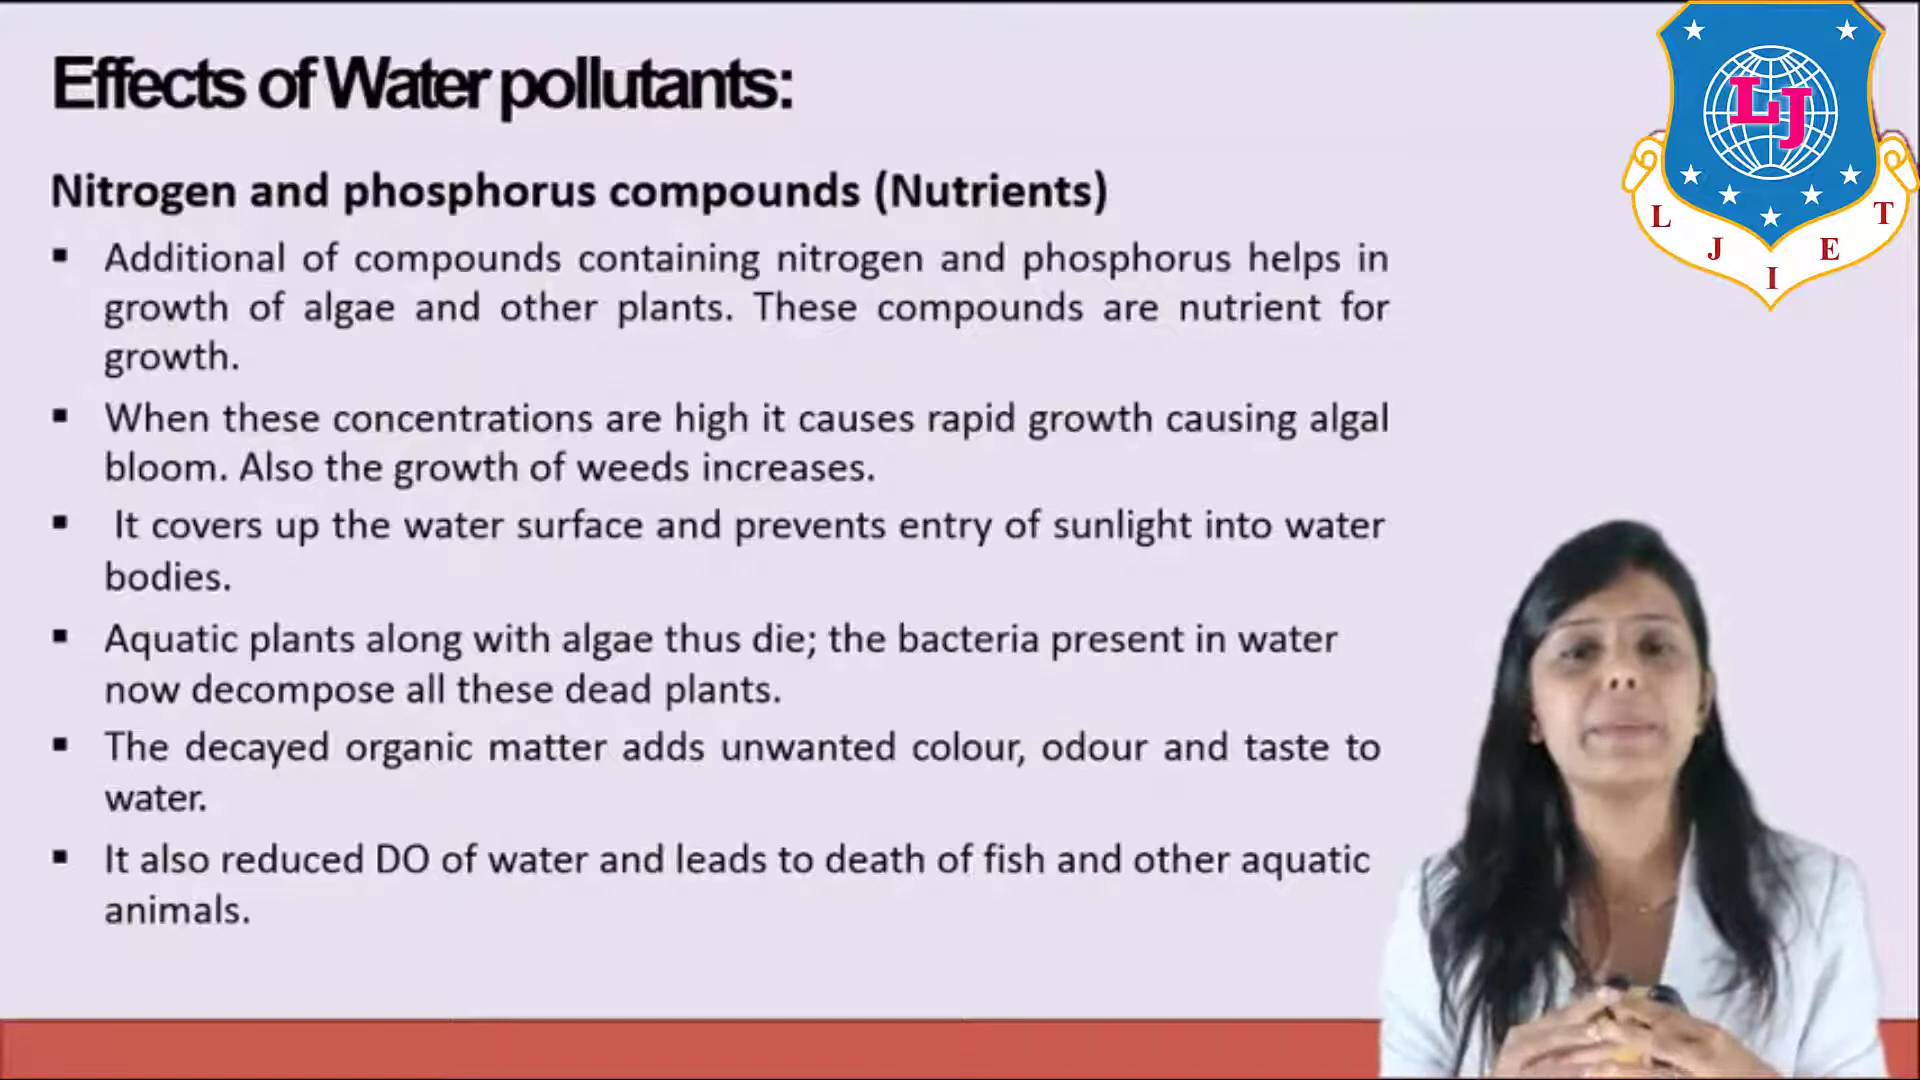 Effects of Water pollutants:
Nitrogen and phosphorus compounds (Nutrients)
▪ Additional of compounds containing nitrogen and phosphorus helps in
growth of algae and other plants. These compounds are nutrient for
growth.
▪ When these concentrations are high it causes rapid growth causing algal
bloom. Also the growth of weeds increases.
▪ It covers up the water surface and prevents entry of sunlight into water
bodies.
▪ Aquatic plants along with algae thus die; the bacteria present in water
now decompose all these dead plants.
▪ The decayed organic matter adds unwanted colour, odour and taste to
water.
▪ It also reduced DO of water and leads to death of fish and other aquatic
animals.
LJ
L J I E T